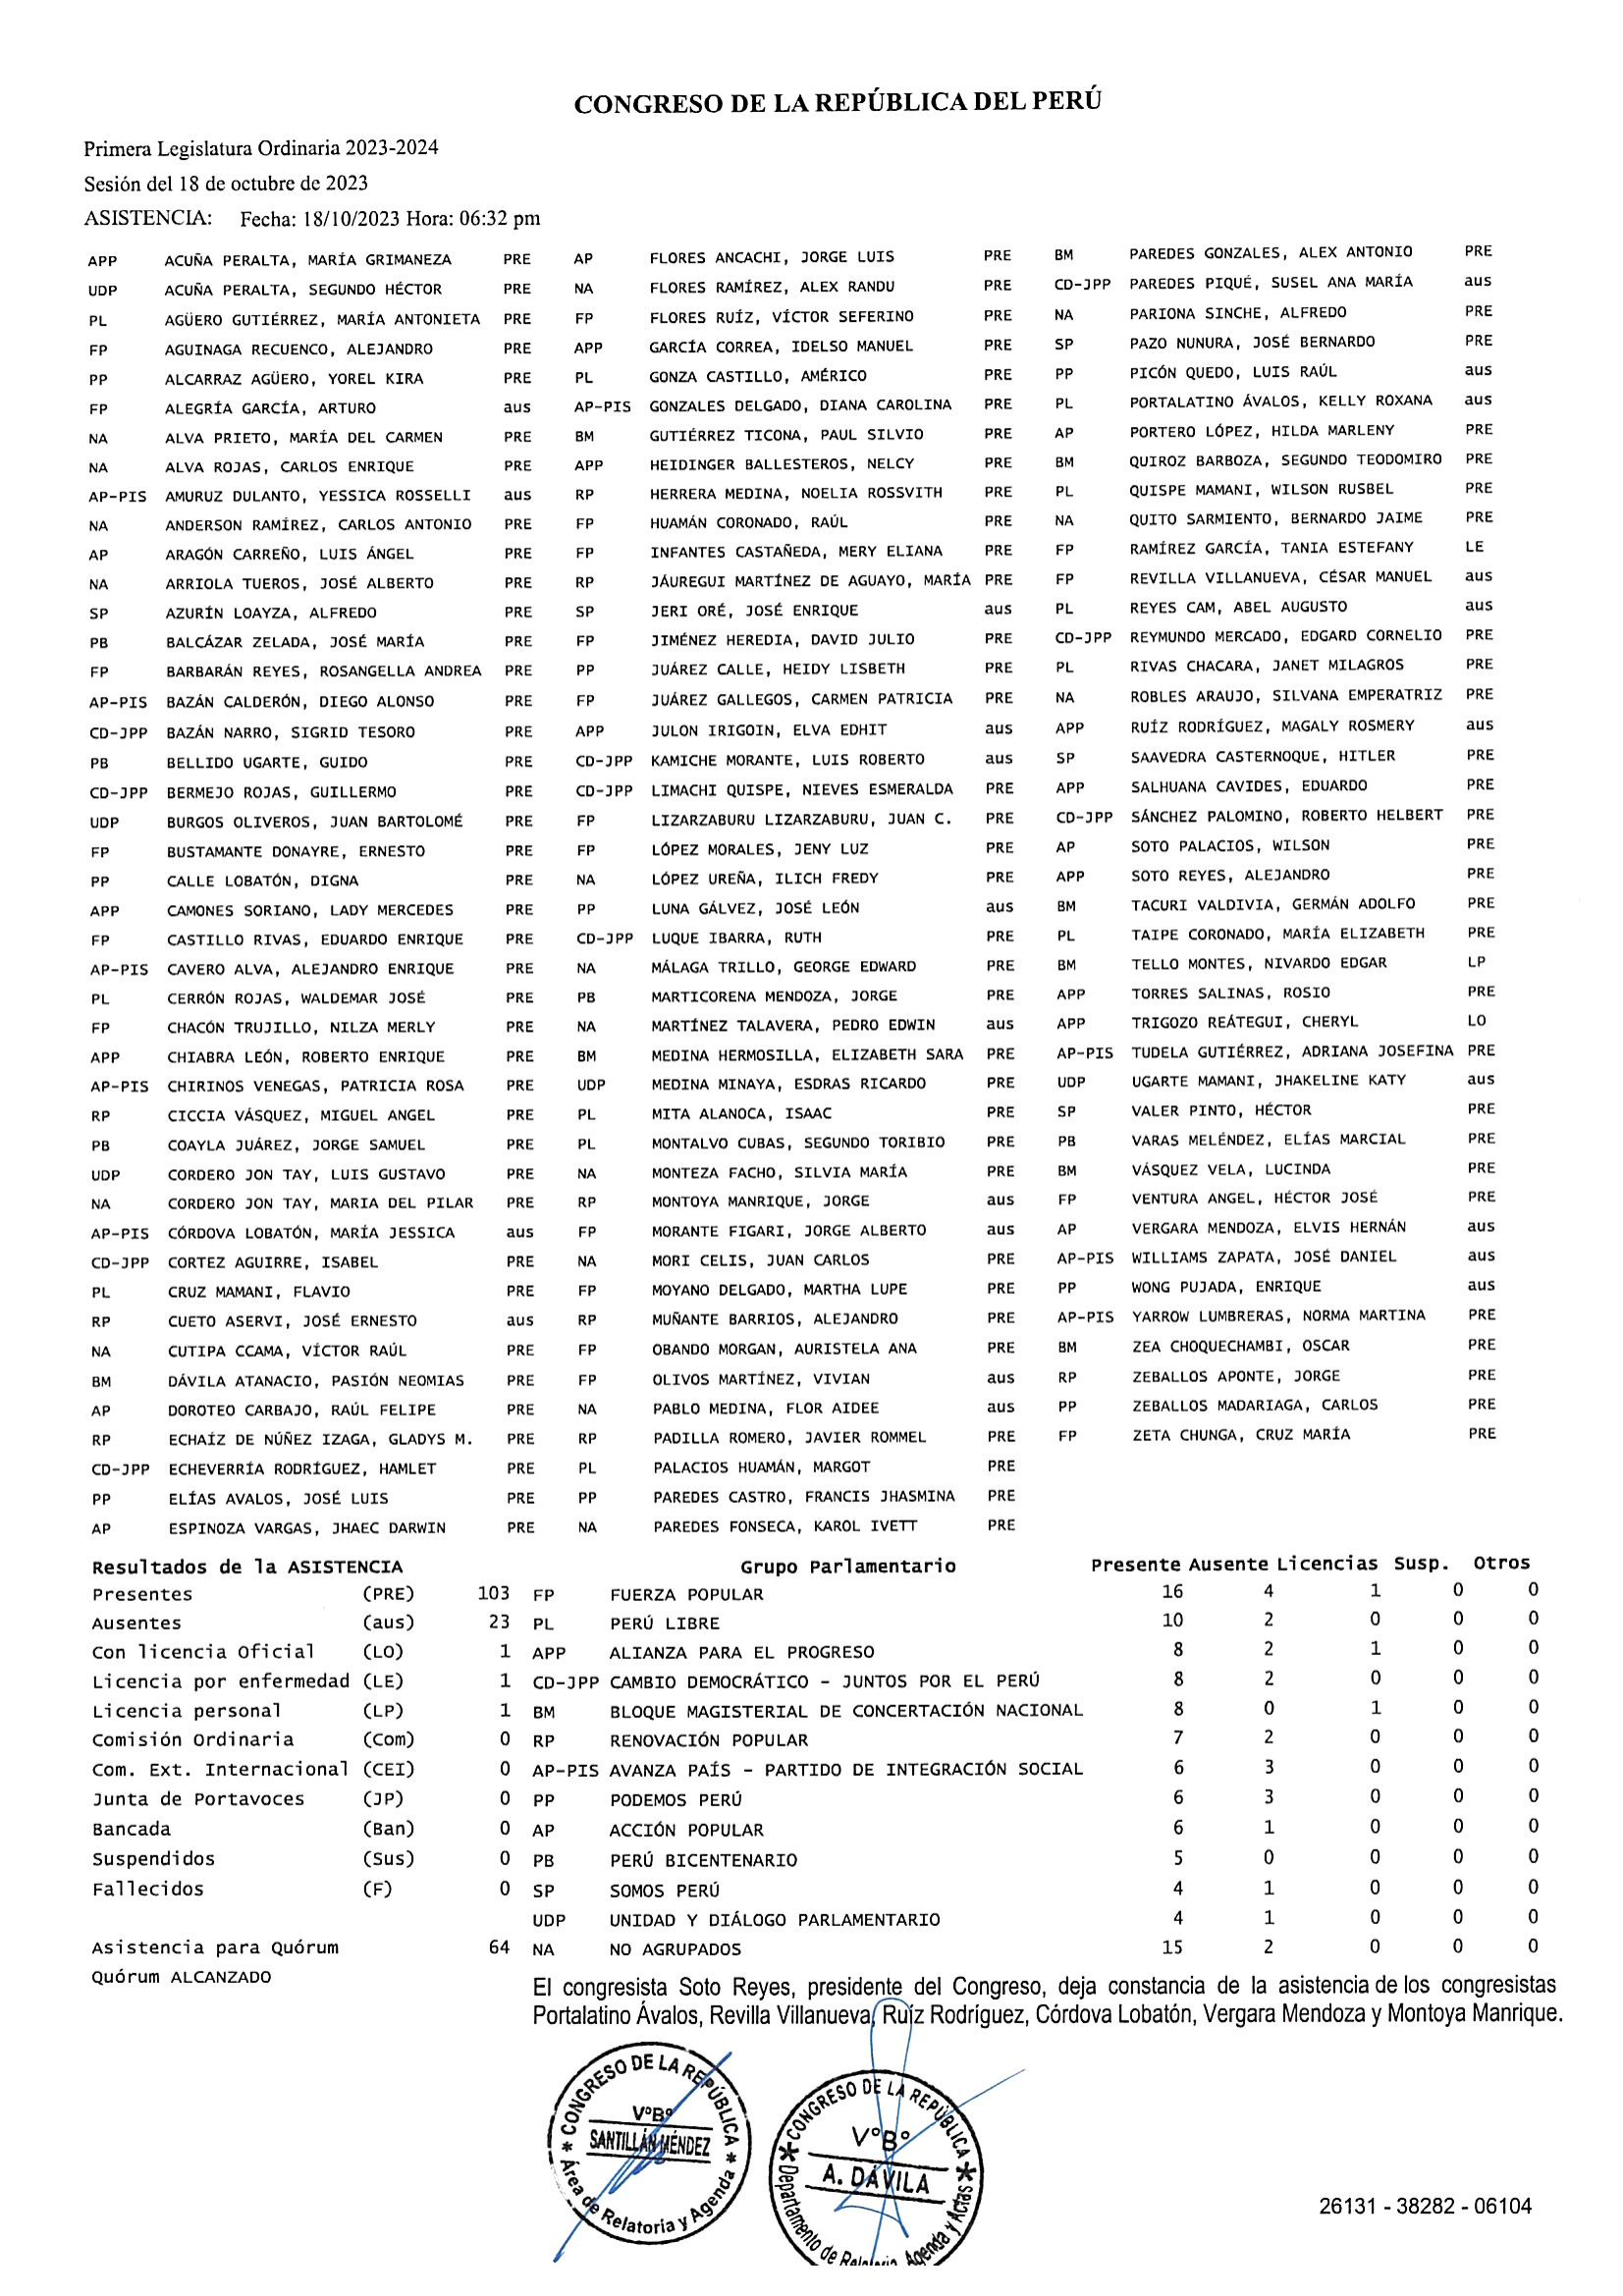 CONGRESO DE LA REPÚBLICA DEL PERÚ
Primera Legislatura Ordinaria 2023-2024
Sesión del 18 de octubre de 2023
ASISTENCIA: Fecha: 18/10/2023 Hora: 06:32 pm
APP ACUÑA PERALTA, MARÍA GRIMANEZA PRE AP FLORES ANCACHI, JORGE LUIS PRE BM PAREDES GONZALES, ALEX ANTONIO PRE
UDP ACUÑA PERALTA, SEGUNDO HÉCTOR PRE NA FLORES RAMÍREZ, ALEX RANDU PRE CD-JPP PAREDES PIQUÉ, SUSEL ANA MARÍA aus
PL AGÜERO GUTIÉRREZ, MARÍA ANTONIETA PRE FP FLORES RUÍZ, VÍCTOR SEFERINO PRE NA PARIONA SINCHE, ALFREDO PRE
FP AGUINAGA RECUENCO, ALEJANDRO PRE APP GARCÍA CORREA, IDELSO MANUEL PRE SP PAZO NUNURA, JOSÉ BERNARDO PRE
PP ALCARRAZ AGÜERO, YOREL KIRA PRE PL GONZA CASTILLO, AMÉRICO PRE PP PICÓN QUEDO, LUIS RAÚL aus
FP ALEGRÍA GARCÍA, ARTURO aus AP-PIS GONZALES DELGADO, DIANA CAROLINA PRE PL PORTALATINO ÁVALOS, KELLY ROXANA aus
NA ALVA PRIETO, MARÍA DEL CARMEN PRE BM GUTIÉRREZ TICONA, PAUL SILVIO PRE AP PORTERO LÓPEZ, HILDA MARLENY PRE
NA ALVA ROJAS, CARLOS ENRIQUE PRE APP HEIDINGER BALLESTEROS, NELCY PRE BM QUIROZ BARBOZA, SEGUNDO TEODOMIRO PRE
AP-PIS AMURUZ DULANTO, YESSICA ROSSELLI aus RP HERRERA MEDINA, NOELIA ROSSVITH PRE PL QUISPE MAMANI, WILSON RUSBEL PRE
NA ANDERSON RAMÍREZ, CARLOS ANTONIO PRE FP HUAMÁN CORONADO, RAÚL PRE NA QUITO SARMIENTO, BERNARDO JAIME PRE
AP ARAGÓN CARREÑO, LUIS ÁNGEL PRE FP INFANTES CASTAÑEDA, MERY ELIANA PRE FP RAMÍREZ GARCÍA, TANIA ESTEFANY LE
NA ARRIOLA TUEROS, JOSÉ ALBERTO PRE RP JÁUREGUI MARTÍNEZ DE AGUAYO, MARÍA PRE FP REVILLA VILLANUEVA, CÉSAR MANUEL aus
SP AZURÍN LOAYZA, ALFREDO PRE SP JERI ORÉ, JOSÉ ENRIQUE aus PL REYES CAM, ABEL AUGUSTO aus
PB BALCÁZAR ZELADA, JOSÉ MARÍA PRE FP JIMÉNEZ HEREDIA, DAVID JULIO PRE CD-JPP REYMUNDO MERCADO, EDGARD CORNELIO PRE
FP BARBARÁN REYES, ROSANGELLA ANDREA PRE PP JUÁREZ CALLE, HEIDY LISBETH PRE PL RIVAS CHACARA, JANET MILAGROS PRE
AP-PIS BAZÁN CALDERÓN, DIEGO ALONSO PRE FP JUÁREZ GALLEGOS, CARMEN PATRICIA PRE NA ROBLES ARAUJO, SILVANA EMPERATRIZ PRE
CD-JPP BAZÁN NARRO, SIGRID TESORO PRE APP JULON IRIGOIN, ELVA EDHIT aus APP RUÍZ RODRÍGUEZ, MAGALY ROSMERY aus
PB BELLIDO UGARTE, GUIDO PRE CD-JPP KAMICHE MORANTE, LUIS ROBERTO aus SP SAAVEDRA CASTERNOQUE, HITLER PRE
CD-JPP BERMEJO ROJAS, GUILLERMO PRE CD-JPP LIMACHI QUISPE, NIEVES ESMERALDA PRE APP SALHUANA CAVIDES, EDUARDO PRE
UDP BURGOS OLIVEROS, JUAN BARTOLOMÉ PRE FP LIZARZABURU LIZARZABURU, JUAN C. PRE CD-JPP SÁNCHEZ PALOMINO, ROBERTO HELBERT PRE
FP BUSTAMANTE DONAYRE, ERNESTO PRE FP LÓPEZ MORALES, JENY LUZ PRE AP SOTO PALACIOS, WILSON PRE
PP CALLE LOBATÓN, DIGNA PRE NA LÓPEZ UREÑA, ILICH FREDY PRE APP SOTO REYES, ALEJANDRO PRE
APP CAMONES SORIANO, LADY MERCEDES PRE PP LUNA GÁLVEZ, JOSÉ LEÓN aus BM TACURI VALDIVIA, GERMÁN ADOLFO PRE
FP CASTILLO RIVAS, EDUARDO ENRIQUE PRE CD-JPP LUQUE IBARRA, RUTH PRE PL TAIPE CORONADO, MARÍA ELIZABETH PRE
AP-PIS CAVERO ALVA, ALEJANDRO ENRIQUE PRE NA MÁLAGA TRILLO, GEORGE EDWARD PRE BM TELLO MONTES, NIVARDO EDGAR LP
PL CERRÓN ROJAS, WALDEMAR JOSÉ PRE PB MARTICORENA MENDOZA, JORGE PRE APP TORRES SALINAS, ROSIO PRE
FP CHACÓN TRUJILLO, NILZA MERLY PRE NA MARTÍNEZ TALAVERA, PEDRO EDWIN aus APP TRIGOZO REÁTEGUI, CHERYL LO
APP CHIABRA LEÓN, ROBERTO ENRIQUE PRE BM MEDINA HERMOSILLA, ELIZABETH SARA PRE AP-PIS TUDELA GUTIÉRREZ, ADRIANA JOSEFINA PRE
AP-PIS CHIRINOS VENEGAS, PATRICIA ROSA PRE UDP MEDINA MINAYA, ESDRAS RICARDO PRE UDP UGARTE MAMANI, JHAKELINE KATY aus
RP CICCIA VÁSQUEZ, MIGUEL ANGEL PRE PL MITA ALANOCA, ISAAC PRE SP VALER PINTO, HÉCTOR PRE
PB COAYLA JUÁREZ, JORGE SAMUEL PRE PL MONTALVO CUBAS, SEGUNDO TORIBIO PRE PB VARAS MELÉNDEZ, ELÍAS MARCIAL PRE
UDP CORDERO JON TAY, LUIS GUSTAVO PRE NA MONTEZA FACHO, SILVIA MARÍA PRE BM VÁSQUEZ VELA, LUCINDA PRE
NA CORDERO JON TAY, MARIA DEL PILAR PRE RP MONTOYA MANRIQUE, JORGE aus FP VENTURA ANGEL, HÉCTOR JOSÉ PRE
AP-PIS CÓRDOVA LOBATÓN, MARÍA JESSICA aus FP MORANTE FIGARI, JORGE ALBERTO aus AP VERGARA MENDOZA, ELVIS HERNÁN aus
CD-JPP CORTEZ AGUIRRE, ISABEL PRE NA MORI CELIS, JUAN CARLOS PRE AP-PIS WILLIAMS ZAPATA, JOSÉ DANIEL aus
PL CRUZ MAMANI, FLAVIO PRE FP MOYANO DELGADO, MARTHA LUPE PRE PP WONG PUJADA, ENRIQUE aus
RP CUETO ASERVI, JOSÉ ERNESTO aus RP MUÑANTE BARRIOS, ALEJANDRO PRE AP-PIS YARROW LUMBRERAS, NORMA MARTINA PRE
NA CUTIPA CCAMA, VÍCTOR RAÚL PRE FP OBANDO MORGAN, AURISTELA ANA PRE BM ZEA CHOQUECHAMBI, OSCAR PRE
BM DÁVILA ATANACIO, PASIÓN NEOMIAS PRE FP OLIVOS MARTÍNEZ, VIVIAN aus RP ZEBALLOS APONTE, JORGE PRE
AP DOROTEO CARBAJO, RAÚL FELIPE PRE NA PABLO MEDINA, FLOR AIDEE aus PP ZEBALLOS MADARIAGA, CARLOS PRE
RP ECHAÍZ DE NÚÑEZ IZAGA, GLADYS M. PRE RP PADILLA ROMERO, JAVIER ROMMEL PRE FP ZETA CHUNGA, CRUZ MARÍA PRE
CD-JPP ECHEVERRÍA RODRÍGUEZ, HAMLET PRE PL PALACIOS HUAMÁN, MARGOT PRE
PP ELÍAS AVALOS, JOSÉ LUIS PRE PP PAREDES CASTRO, FRANCIS JHASMINA PRE
AP ESPINOZA VARGAS, JHAEC DARWIN PRE NA PAREDES FONSECA, KAROL IVETT PRE
Resultados de la ASISTENCIA Grupo Parlamentario Presente Ausente Licencias Susp. Otros
Presentes (PRE) 103 FP FUERZA POPULAR 16 4 1 0 0
Ausentes (aus) 23 PL PERÚ LIBRE 10 2 0 0 0
Con licencia Oficial (LO) 1 APP ALIANZA PARA EL PROGRESO 8 2 1 0 0
Licencia por enfermedad (LE) 1 CD-JPP CAMBIO DEMOCRÁTICO - JUNTOS POR EL PERÚ 8 2 0 0 0
Licencia personal (LP) 1 BM BLOQUE MAGISTERIAL DE CONCERTACIÓN NACIONAL 8 0 1 0 0
Comisión Ordinaria (Com) 0 RP RENOVACIÓN POPULAR 7 2 0 0 0
Com. Ext. Internacional (CEI) 0 AP-PIS AVANZA PAÍS - PARTIDO DE INTEGRACIÓN SOCIAL 6 3 0 0 0
Junta de Portavoces (JP) 0 PP PODEMOS PERÚ 6 3 0 0 0
Bancada (Ban) 0 AP ACCIÓN POPULAR 6 1 0 0 0
Suspendidos (Sus) 0 PB PERÚ BICENTENARIO 5 0 0 0 0
Fallecidos (F) 0 SP SOMOS PERÚ 4 1 0 0 0
UDP UNIDAD Y DIÁLOGO PARLAMENTARIO 4 1 0 0 0
Asistencia para Quórum 64 NA NO AGRUPADOS 15 2 0 0 0
Quórum ALCANZADO
El congresista Soto Reyes, presidente del Congreso, deja constancia de la asistencia de los congresistas
Portalatino Ávalos, Revilla Villanueva, Ruíz Rodríguez, Córdova Lobatón, Vergara Mendoza y Montoya Manrique.
CONGRESO DE LA REPÚBLICA
V°B°
SANTILLÁN MÉNDEZ
Área de Relatoría y Agenda
CONGRESO DE LA REPÚBLICA
V°B°
A. DÁVILA
Departamento de Relatoría, Agenda y Actas
26131 - 38282 - 06104